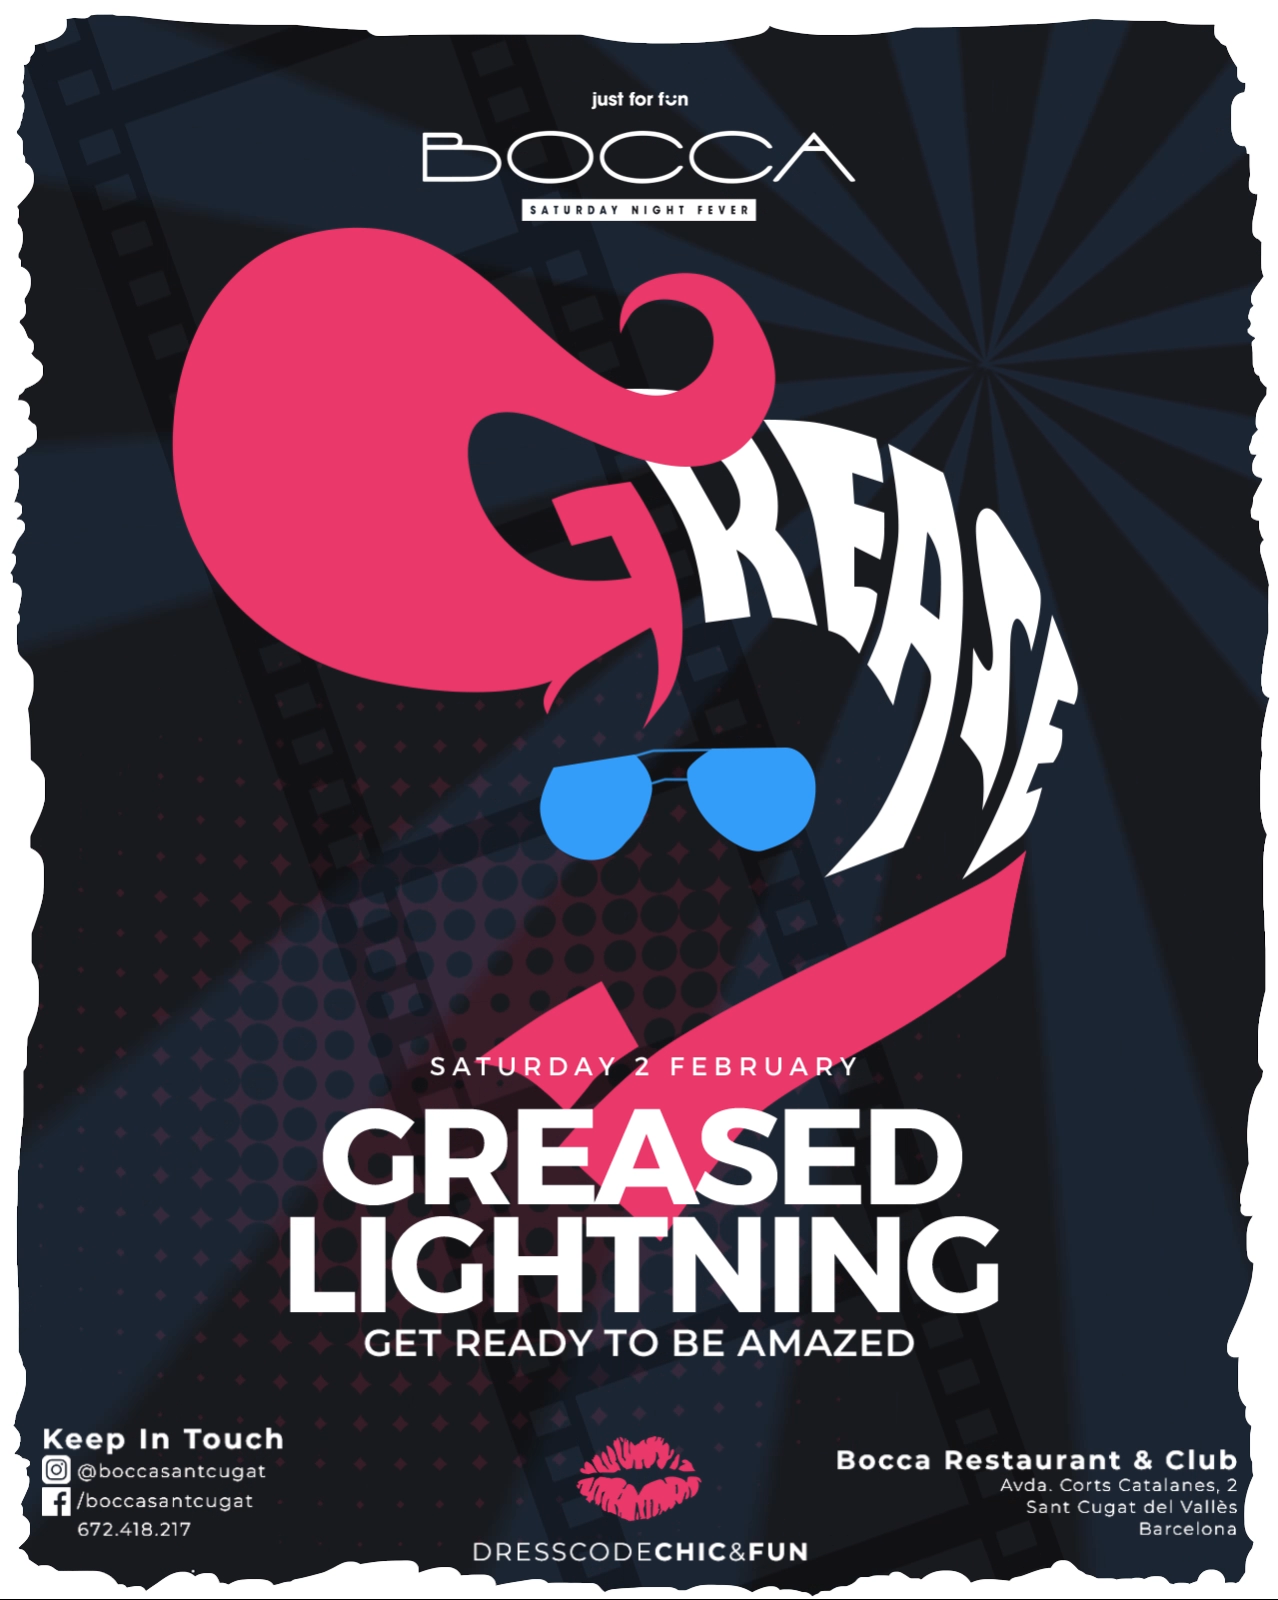 just for fun
BOCCA
SATURDAY NIGHT FEVER
GREASE
SATURDAY 2 FEBRUARY
GREASED
LIGHTNING
GET READY TO BE AMAZED
Keep In Touch
@boccasantcugat
/boccasantcugat
672.418.217
DRESSCODECHIC&FUN
Bocca Restaurant & Club
Avda. Corts Catalanes, 2
Sant Cugat del Vallès
Barcelona